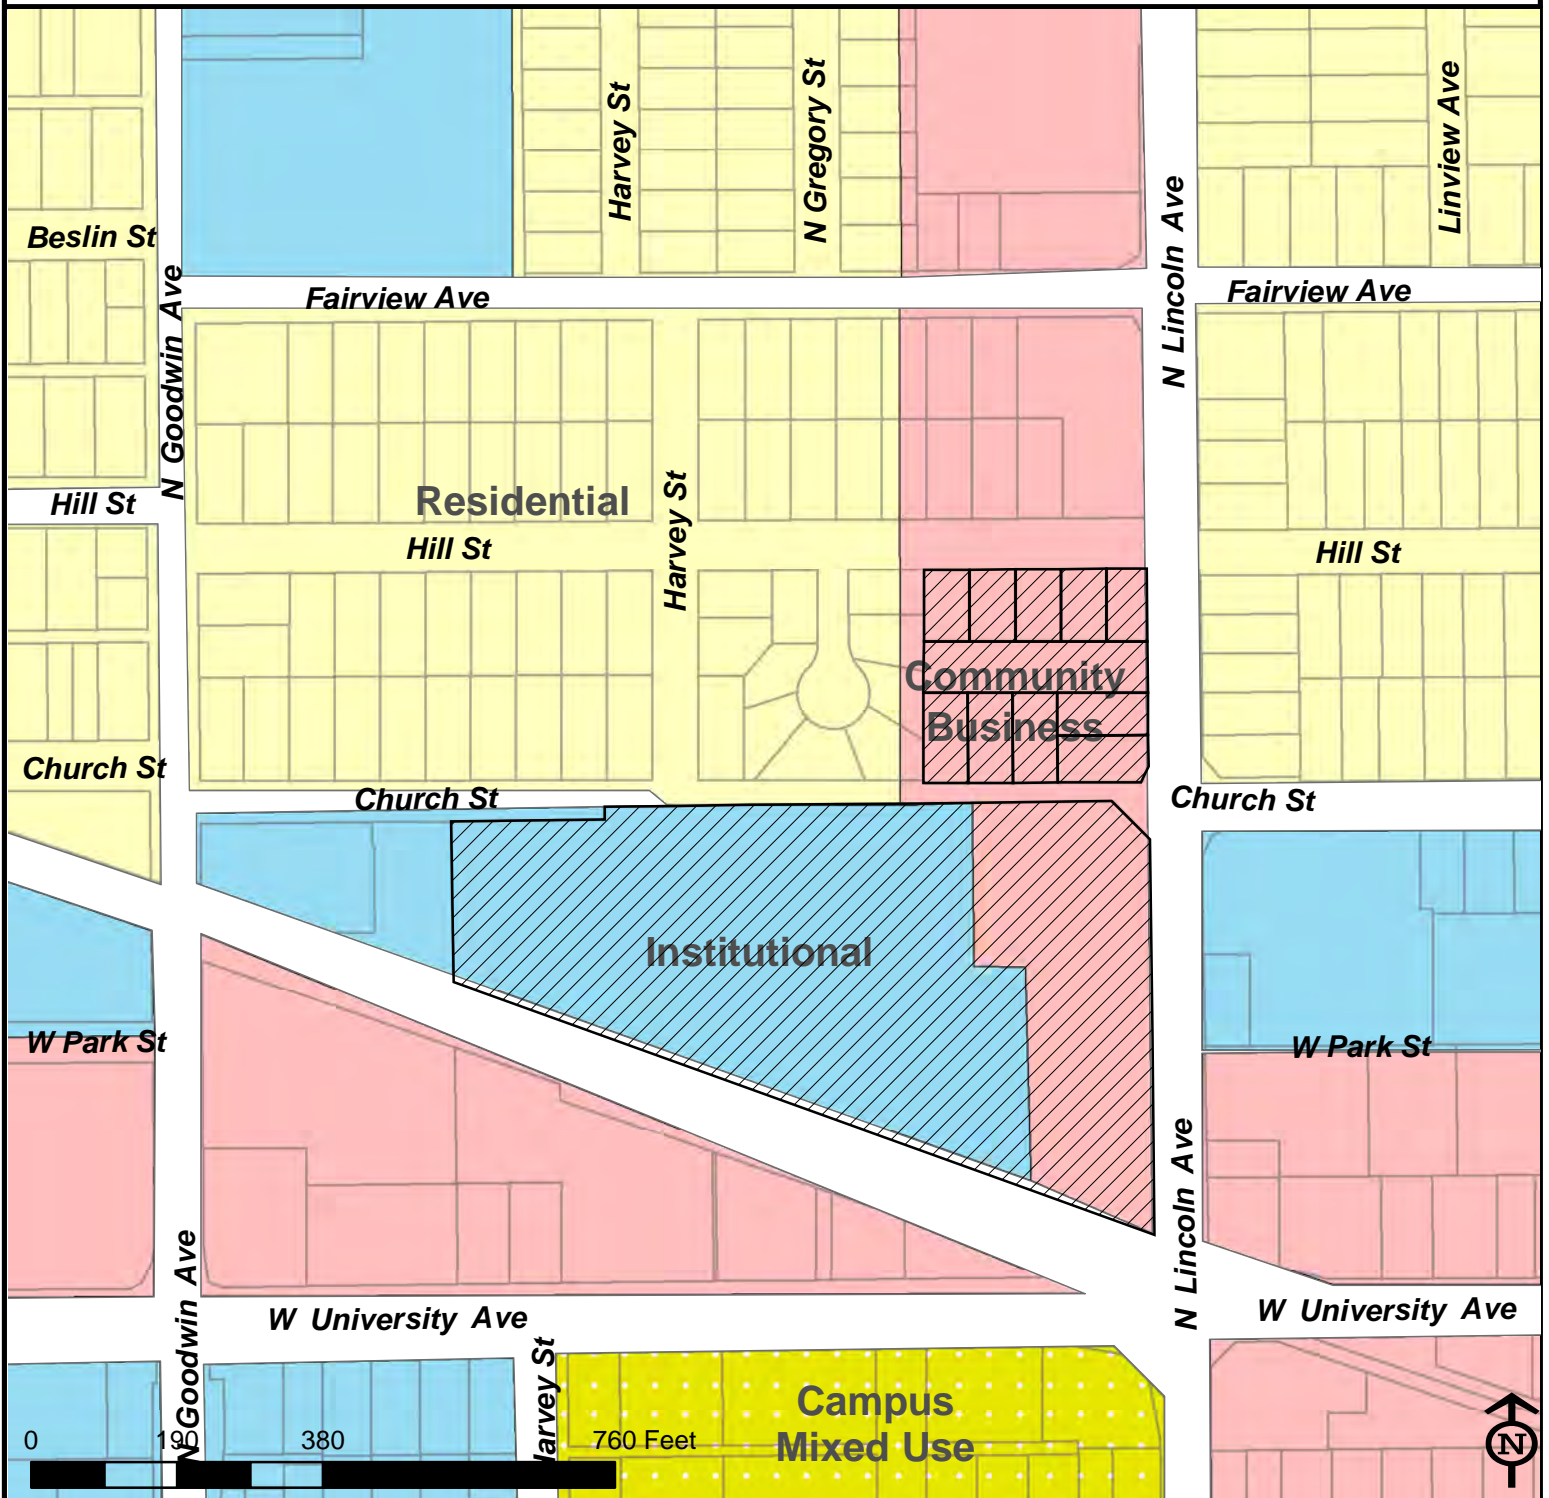 Harvey St
N Gregory St
Linview Ave
N Lincoln Ave
Beslin St
N Goodwin Ave
Fairview Ave
Fairview Ave
Residential
Hill St
Hill St
Harvey St
Hill St
Community
Business
Church St
Church St
Church St
Institutional
W Park St
W Park St
N Lincoln Ave
N Goodwin Ave
W University Ave
W University Ave
Harvey St
Campus
Mixed Use
0 190 380 760 Feet
N